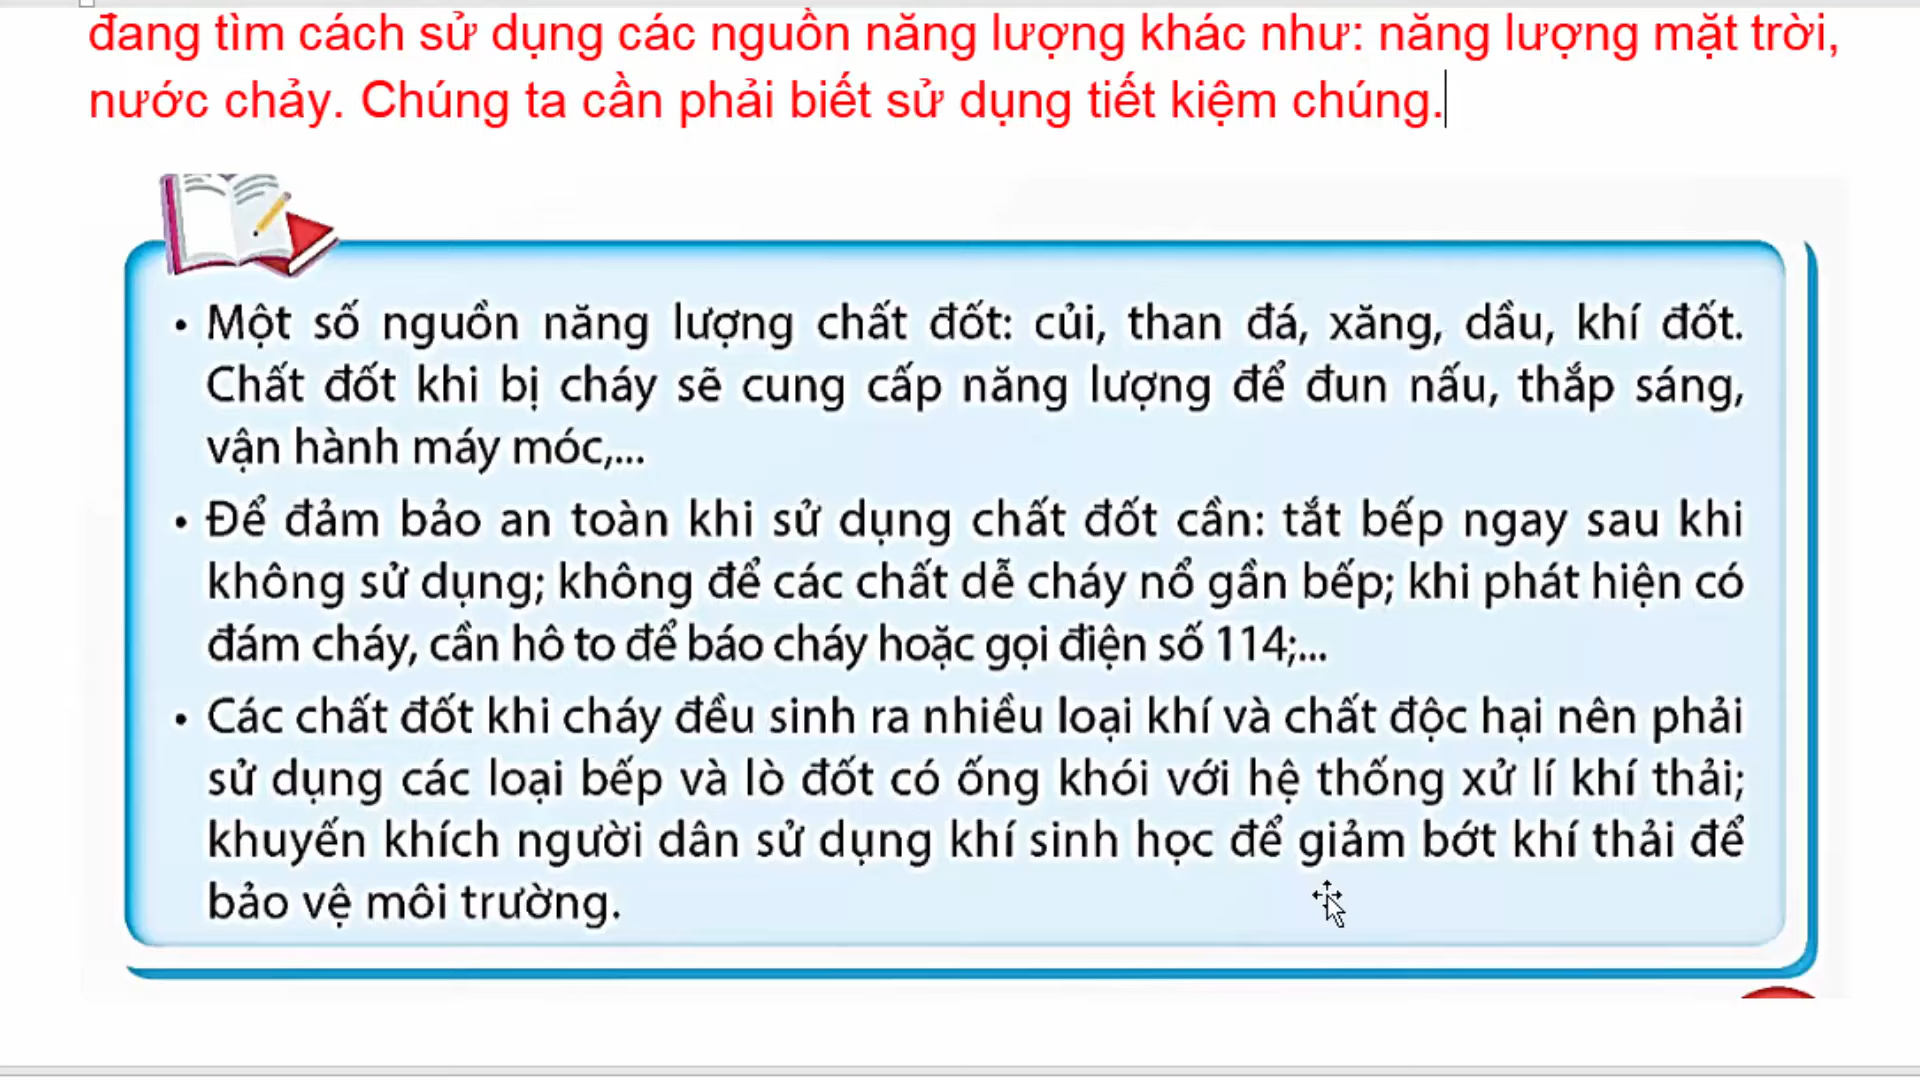 đang tìm cách sử dụng các nguồn năng lượng khác như: năng lượng mặt trời,
nước chảy. Chúng ta cần phải biết sử dụng tiết kiệm chúng.
• Một số nguồn năng lượng chất đốt: củi, than đá, xăng, dầu, khí đốt.
Chất đốt khi bị cháy sẽ cung cấp năng lượng để đun nấu, thắp sáng,
vận hành máy móc,...
• Để đảm bảo an toàn khi sử dụng chất đốt cần: tắt bếp ngay sau khi
không sử dụng; không để các chất dễ cháy nổ gần bếp; khi phát hiện có
đám cháy, cần hô to để báo cháy hoặc gọi điện số 114;...
• Các chất đốt khi cháy đều sinh ra nhiều loại khí và chất độc hại nên phải
sử dụng các loại bếp và lò đốt có ống khói với hệ thống xử lí khí thải;
khuyến khích người dân sử dụng khí sinh học để giảm bớt khí thải để
bảo vệ môi trường.